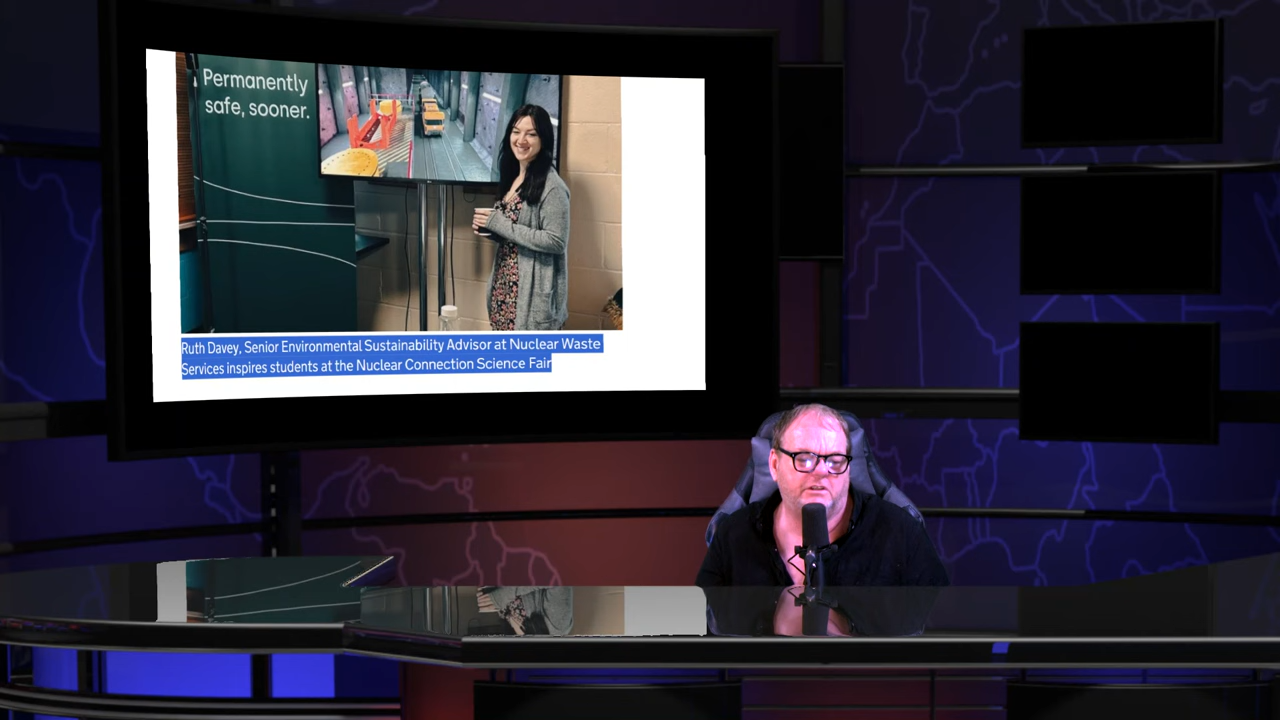 Permanently
safe, sooner.
Ruth Davey, Senior Environmental Sustainability Advisor at Nuclear Waste
Services inspires students at the Nuclear Connection Science Fair